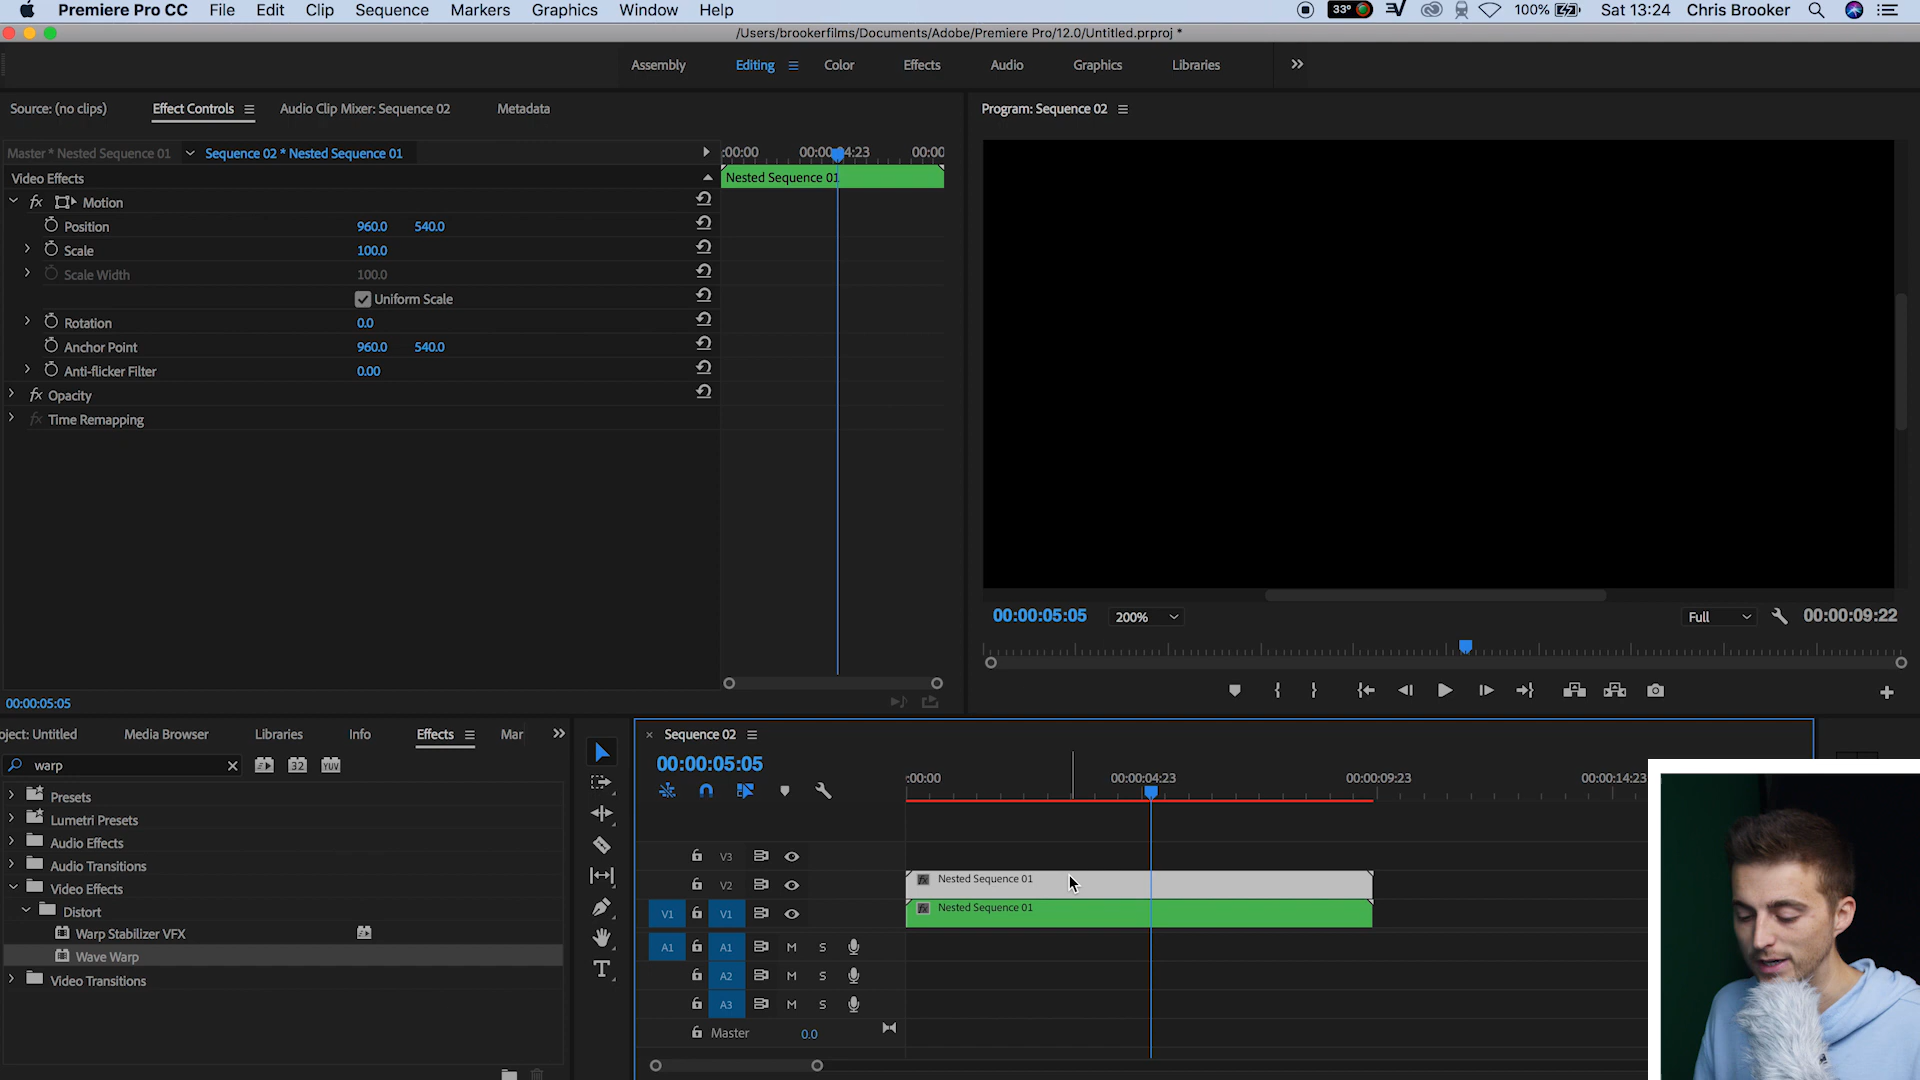 Premiere Pro CC File Edit Clip Sequence Markers Graphics Window Help 33° 100% Sat 13:24 Chris Brooker
/Users/brookerfilms/Documents/Adobe/Premiere Pro/12.0/Untitled.prproj *
Assembly Editing Color Effects Audio Graphics Libraries
Source: (no clips) Effect Controls Audio Clip Mixer: Sequence 02 Metadata
Program: Sequence 02
Master * Nested Sequence 01 Sequence 02 * Nested Sequence 01
:00:00 00:00:04:23 00:00
Video Effects
Nested Sequence 01
fx Motion
Position 960.0 540.0
Scale 100.0
Scale Width 100.0
Uniform Scale
Rotation 0.0
Anchor Point 960.0 540.0
Anti-flicker Filter 0.00
fx Opacity
fx Time Remapping
00:00:05:05 200% Full 00:00:09:22
00:00:05:05
oject: Untitled Media Browser Libraries Info Effects Mar
warp 32 YUV
Presets
Lumetri Presets
Audio Effects
Audio Transitions
Video Effects
Distort
Warp Stabilizer VFX
Wave Warp
Video Transitions
× Sequence 02
00:00:05:05
:00:00 00:00:04:23 00:00:09:23 00:00:14:23
V3
V2 fx Nested Sequence 01
V1 V1 fx Nested Sequence 01
A1 A1 M S
A2 M S
A3 M S
Master 0.0